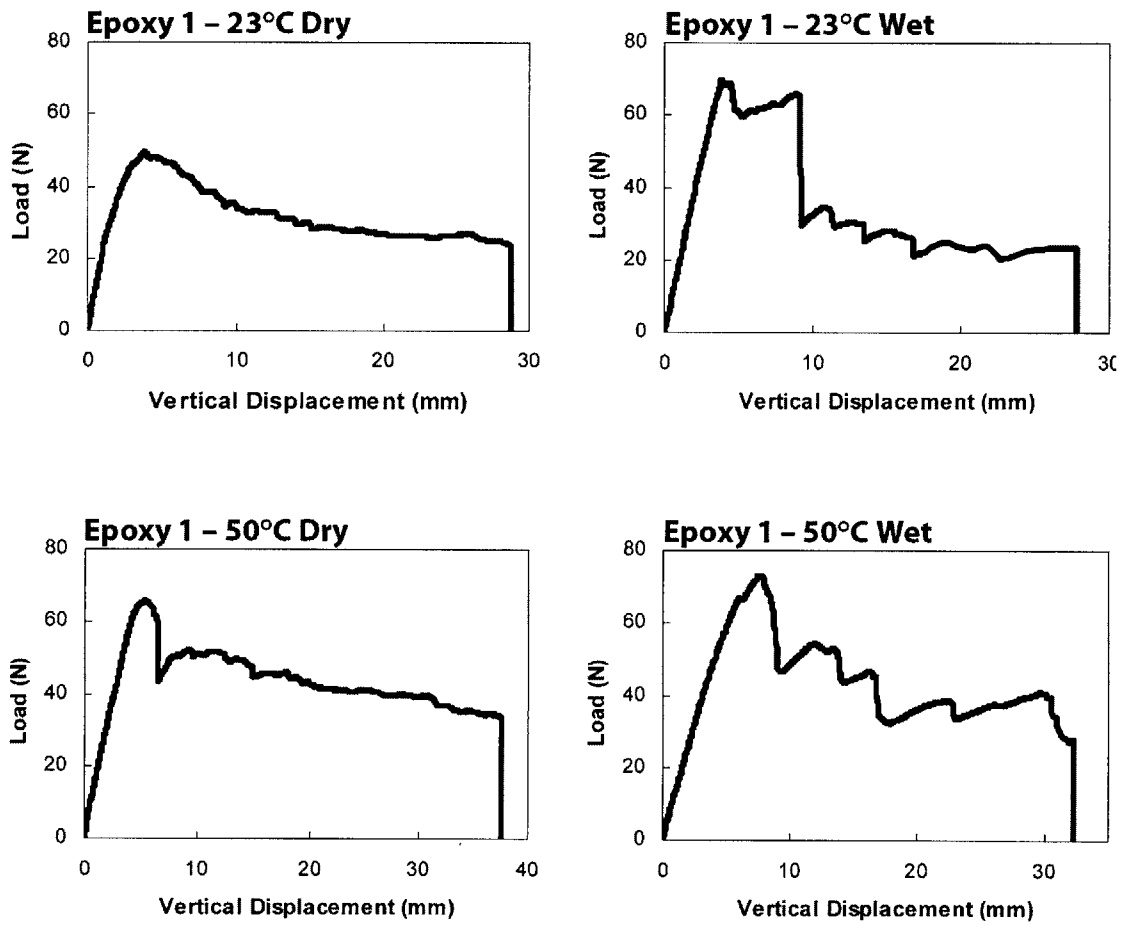 Epoxy 1 – 23°C Dry
80
60
40
20
0
Load (N)
0 10 20 30
Vertical Displacement (mm)
Epoxy 1 – 23°C Wet
80
60
40
20
0
Load (N)
0 10 20 30
Vertical Displacement (mm)
Epoxy 1 – 50°C Dry
80
60
40
20
0
Load (N)
0 10 20 30 40
Vertical Displacement (mm)
Epoxy 1 – 50°C Wet
80
60
40
20
0
Load (N)
0 10 20 30
Vertical Displacement (mm)